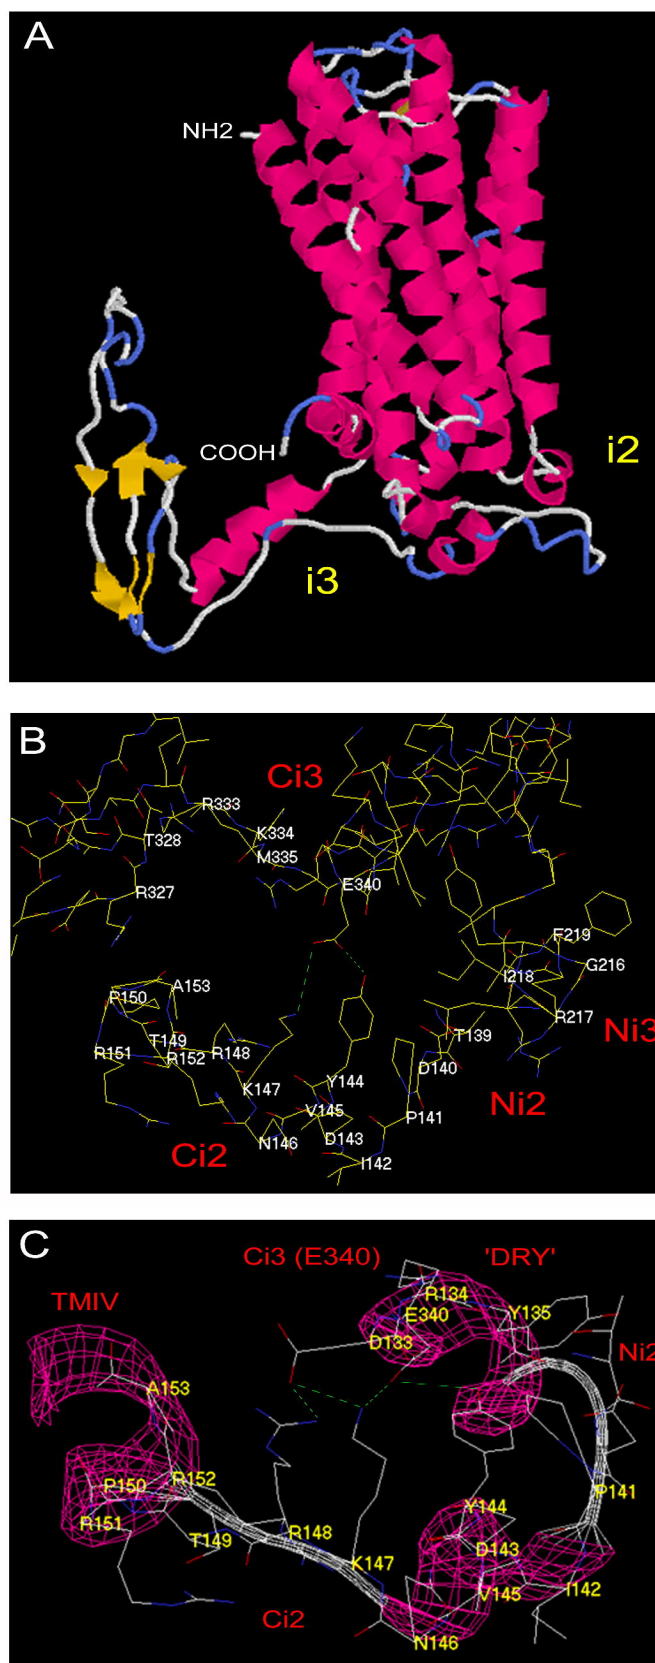 A
NH2
COOH
i2
i3
B
Ci3
R333
K334
T328
M335
R327
E340
F219
G216
I218
R217
Ni3
A153
P150
T149
R151
R152
R148
K147
Y144
T139
D140
V145
P141
Ni2
N146
D143
I142
Ci2
C
Ci3 (E340)
'DRY'
TMIV
R134
E340
Y135
D133
Ni2
A153
P150
R152
R151
P141
Y144
R148
T149
D143
K147
V145
I142
Ci2
N146